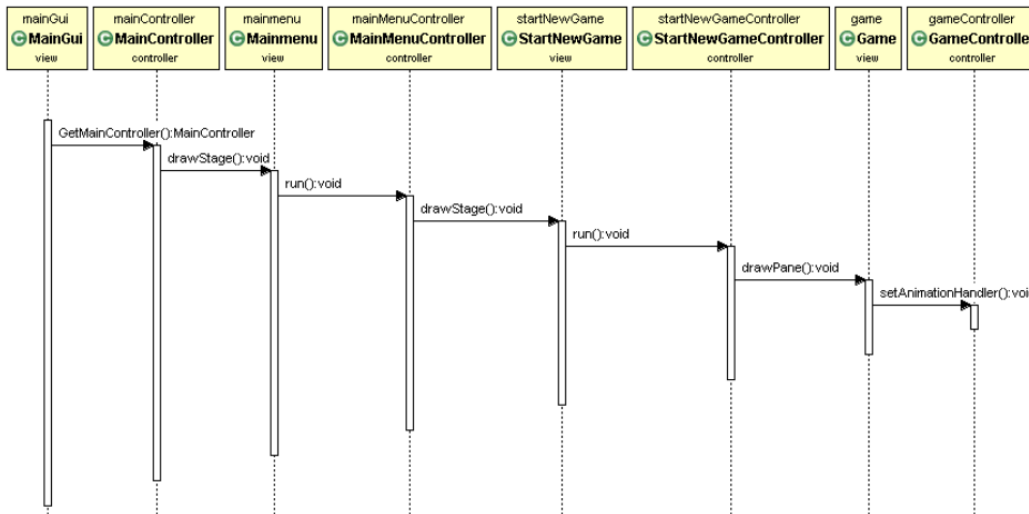 mainGui
MainGui
view
mainController
MainController
controller
mainmenu
Mainmenu
view
mainMenuController
MainMenuController
controller
startNewGame
StartNewGame
view
startNewGameController
StartNewGameController
controller
game
Game
view
gameController
GameControlle
controller
GetMainController():MainController
drawStage():void
run():void
drawStage():void
run():void
drawPane():void
setAnimationHandler():voi